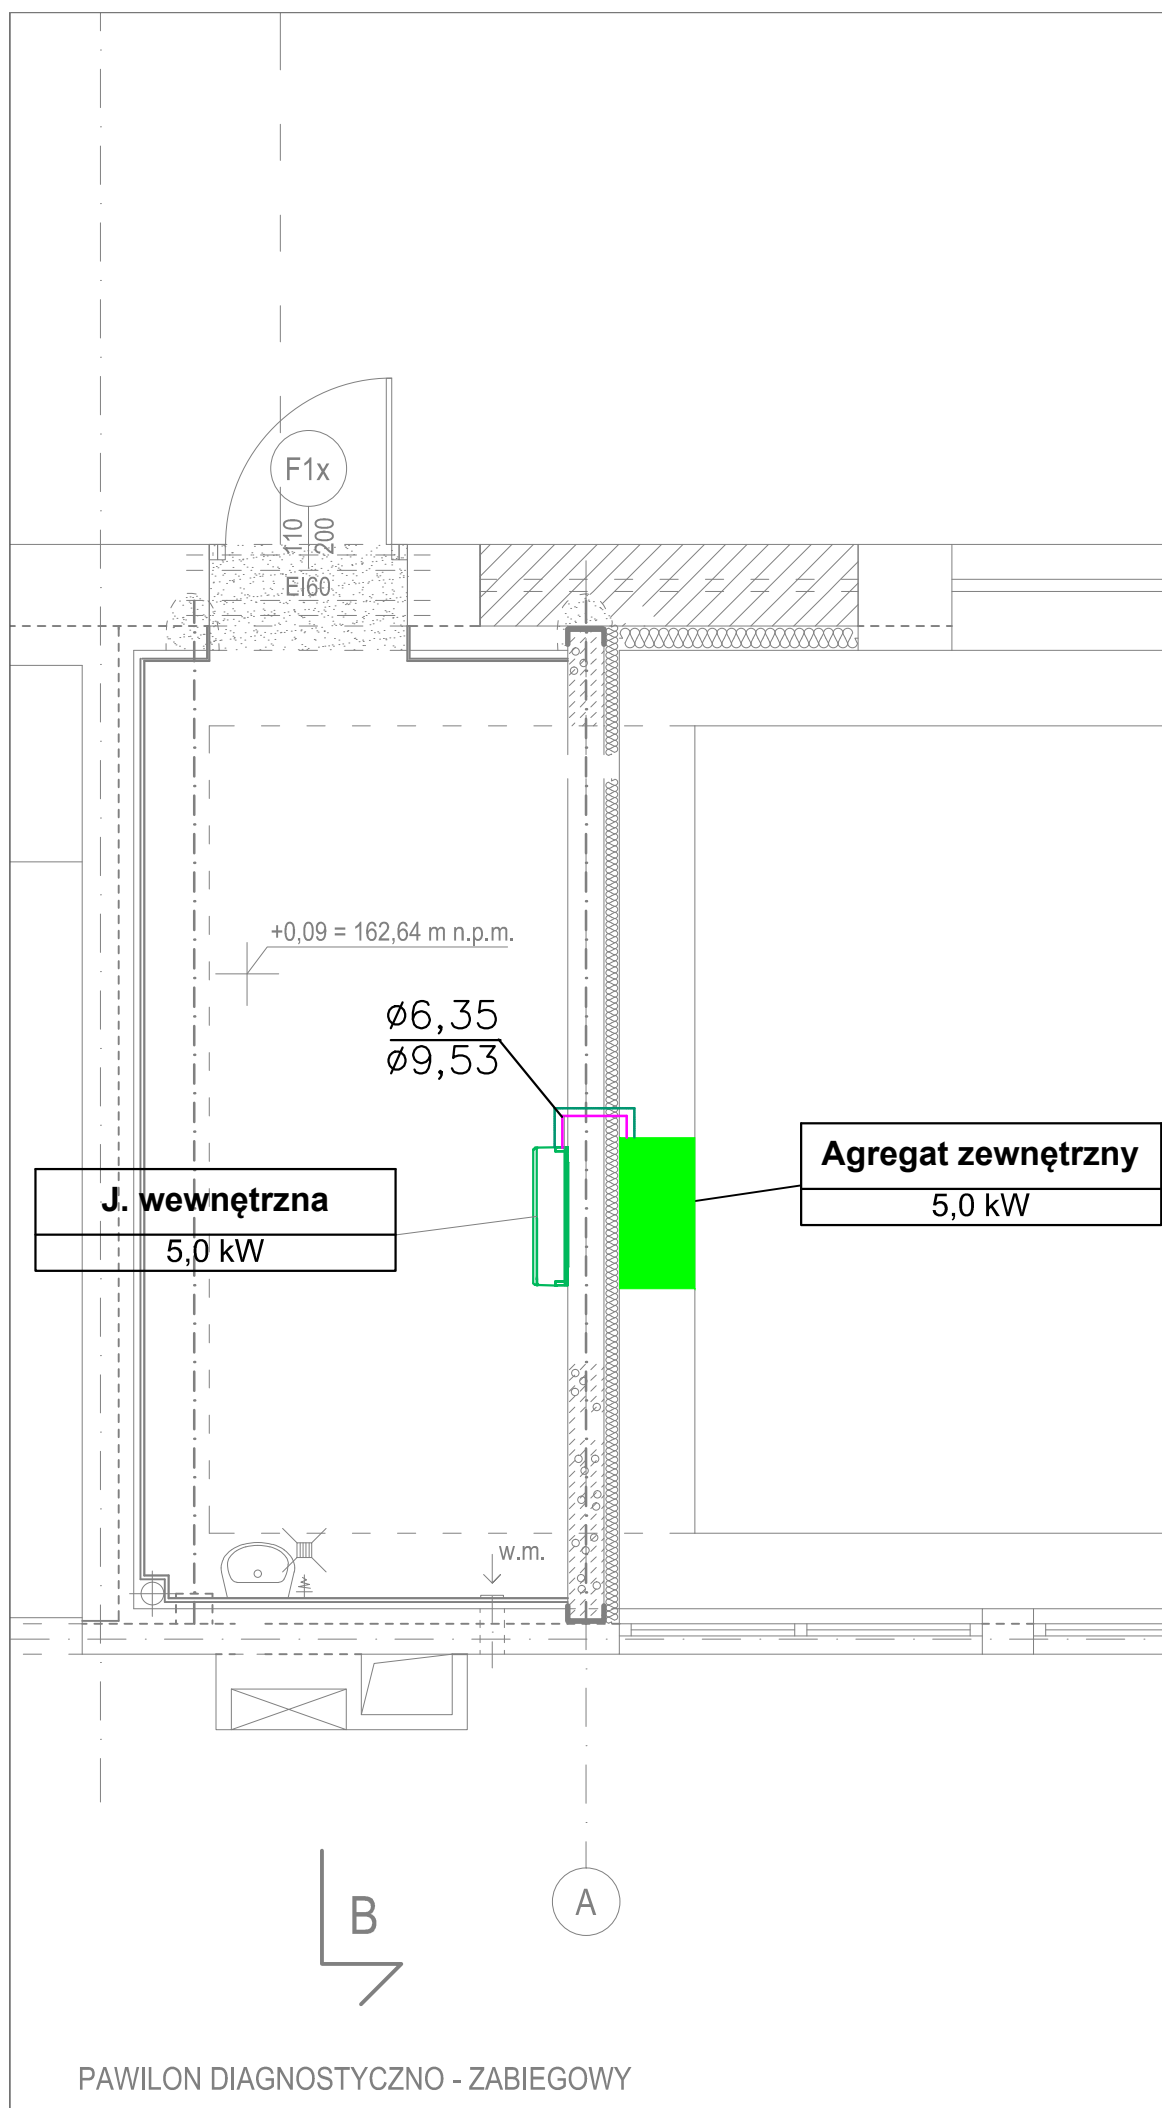 F1x
110
200
EI60
+0,09 = 162,64 m n.p.m.
ø6,35
ø9,53
Agregat zewnętrzny
5,0 kW
J. wewnętrzna
5,0 kW
w.m.
A
B
PAWILON DIAGNOSTYCZNO - ZABIEGOWY